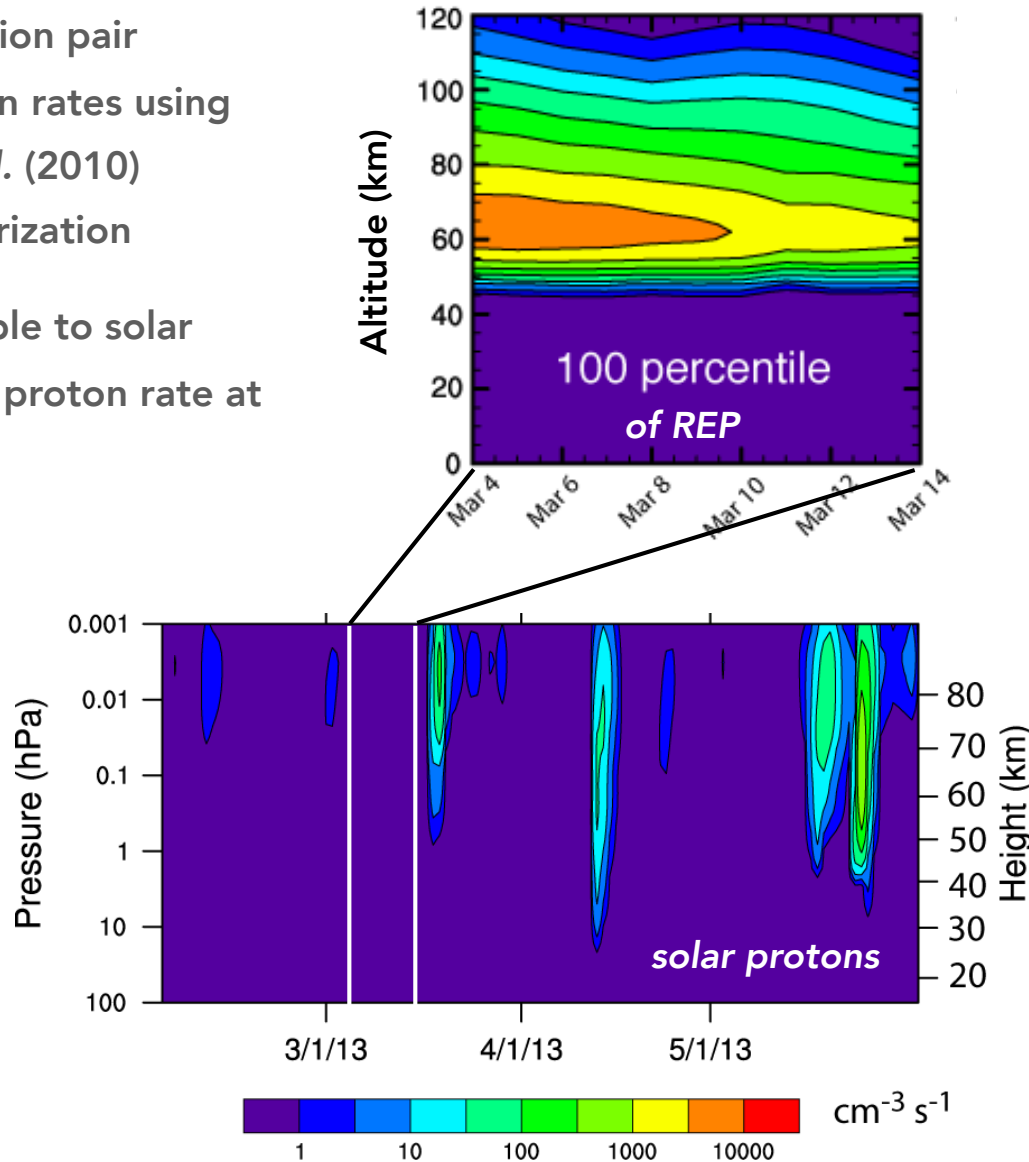 ion pair
n rates using
l. (2010)
rization
ble to solar
proton rate at
120
100
80
60
40
20
0
Altitude (km)
100 percentile
of REP
Mar 4
Mar 6
Mar 8
Mar 10
Mar 12
Mar 14
0.001
0.01
0.1
1
10
100
Pressure (hPa)
80
70
60
50
40
30
20
Height (km)
solar protons
3/1/13
4/1/13
5/1/13
cm⁻³ s⁻¹
1
10
100
1000
10000